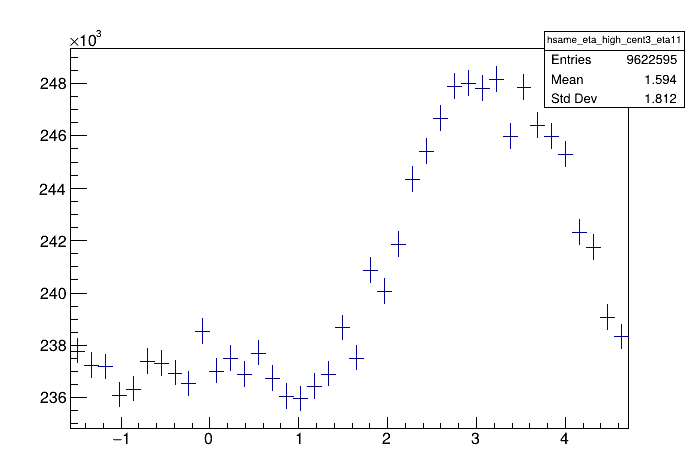 ×10³
hsame_eta_high_cent3_eta11
Entries 9622595
Mean 1.594
Std Dev 1.812
248
246
244
242
240
238
236
−1 0 1 2 3 4